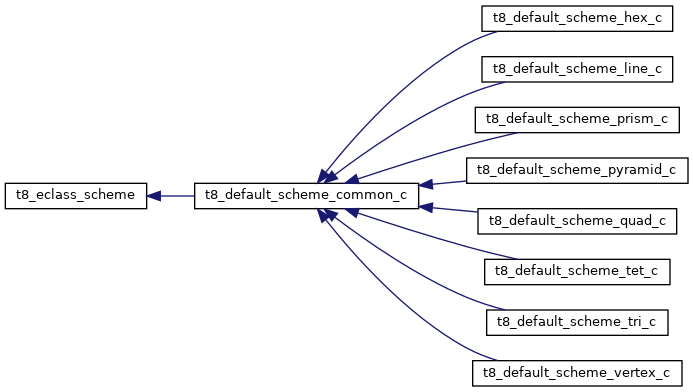 t8_default_scheme_hex_c
t8_default_scheme_line_c
t8_default_scheme_prism_c
t8_default_scheme_pyramid_c
t8_eclass_scheme
t8_default_scheme_common_c
t8_default_scheme_quad_c
t8_default_scheme_tet_c
t8_default_scheme_tri_c
t8_default_scheme_vertex_c